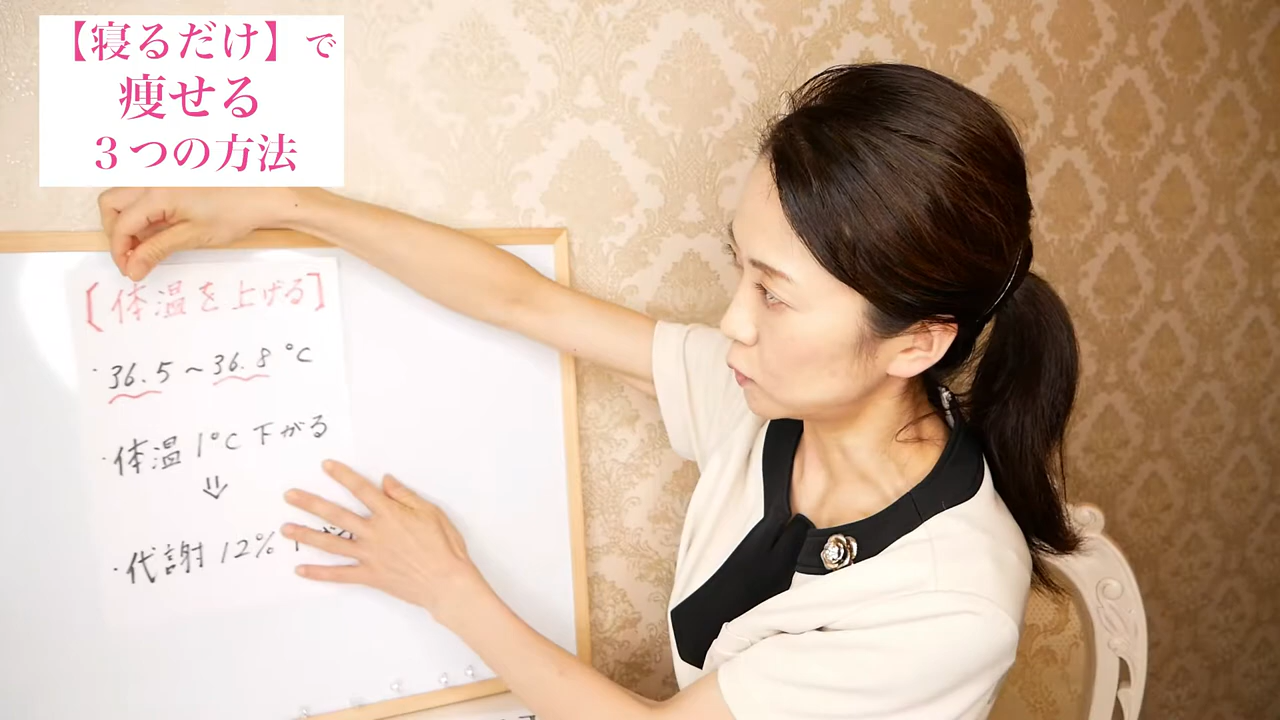 【寝るだけ】で
痩せる
３つの方法
【体温を上げる】
・36.5～36.8℃
・体温1℃下がる
⇓
・代謝12%